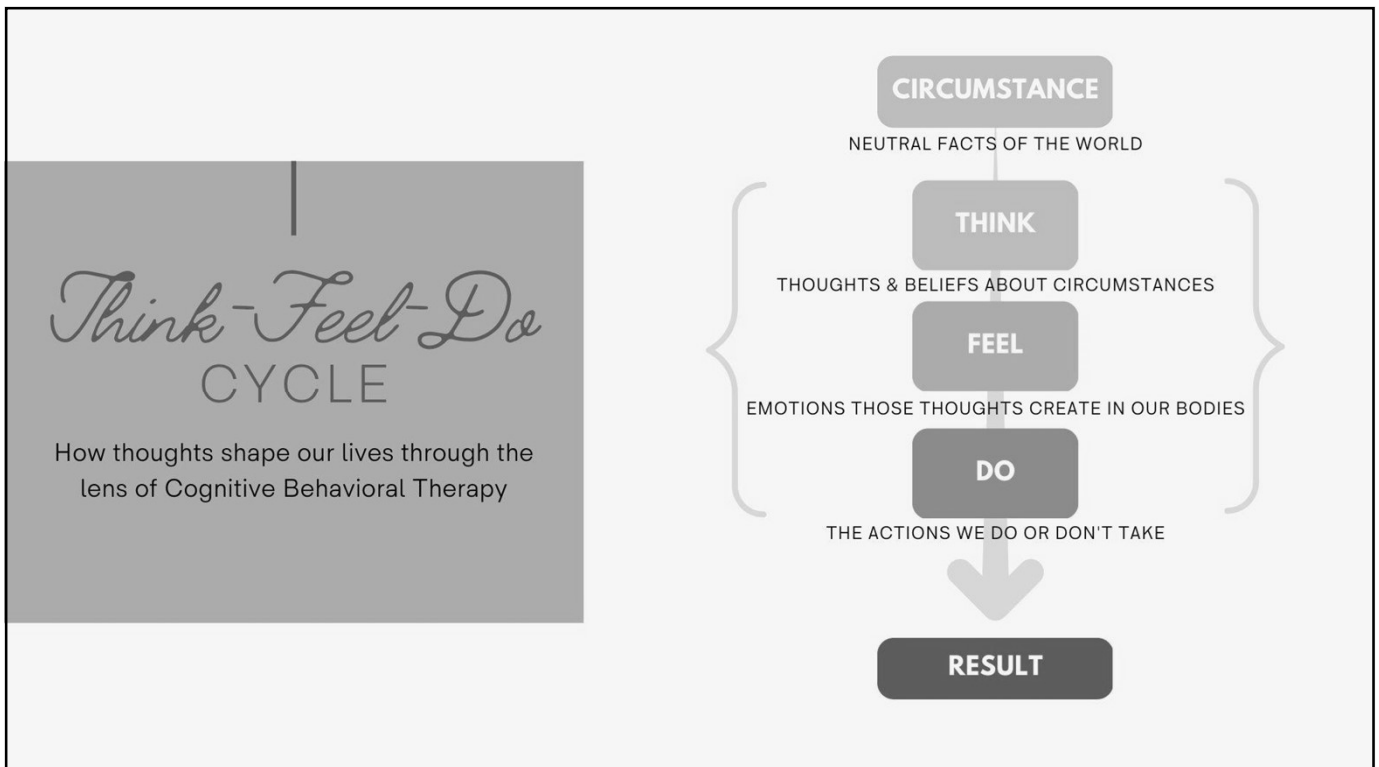 Think-Feel-Do
CYCLE
How thoughts shape our lives through the
lens of Cognitive Behavioral Therapy
CIRCUMSTANCE
NEUTRAL FACTS OF THE WORLD
THINK
THOUGHTS & BELIEFS ABOUT CIRCUMSTANCES
FEEL
EMOTIONS THOSE THOUGHTS CREATE IN OUR BODIES
DO
THE ACTIONS WE DO OR DON'T TAKE
RESULT